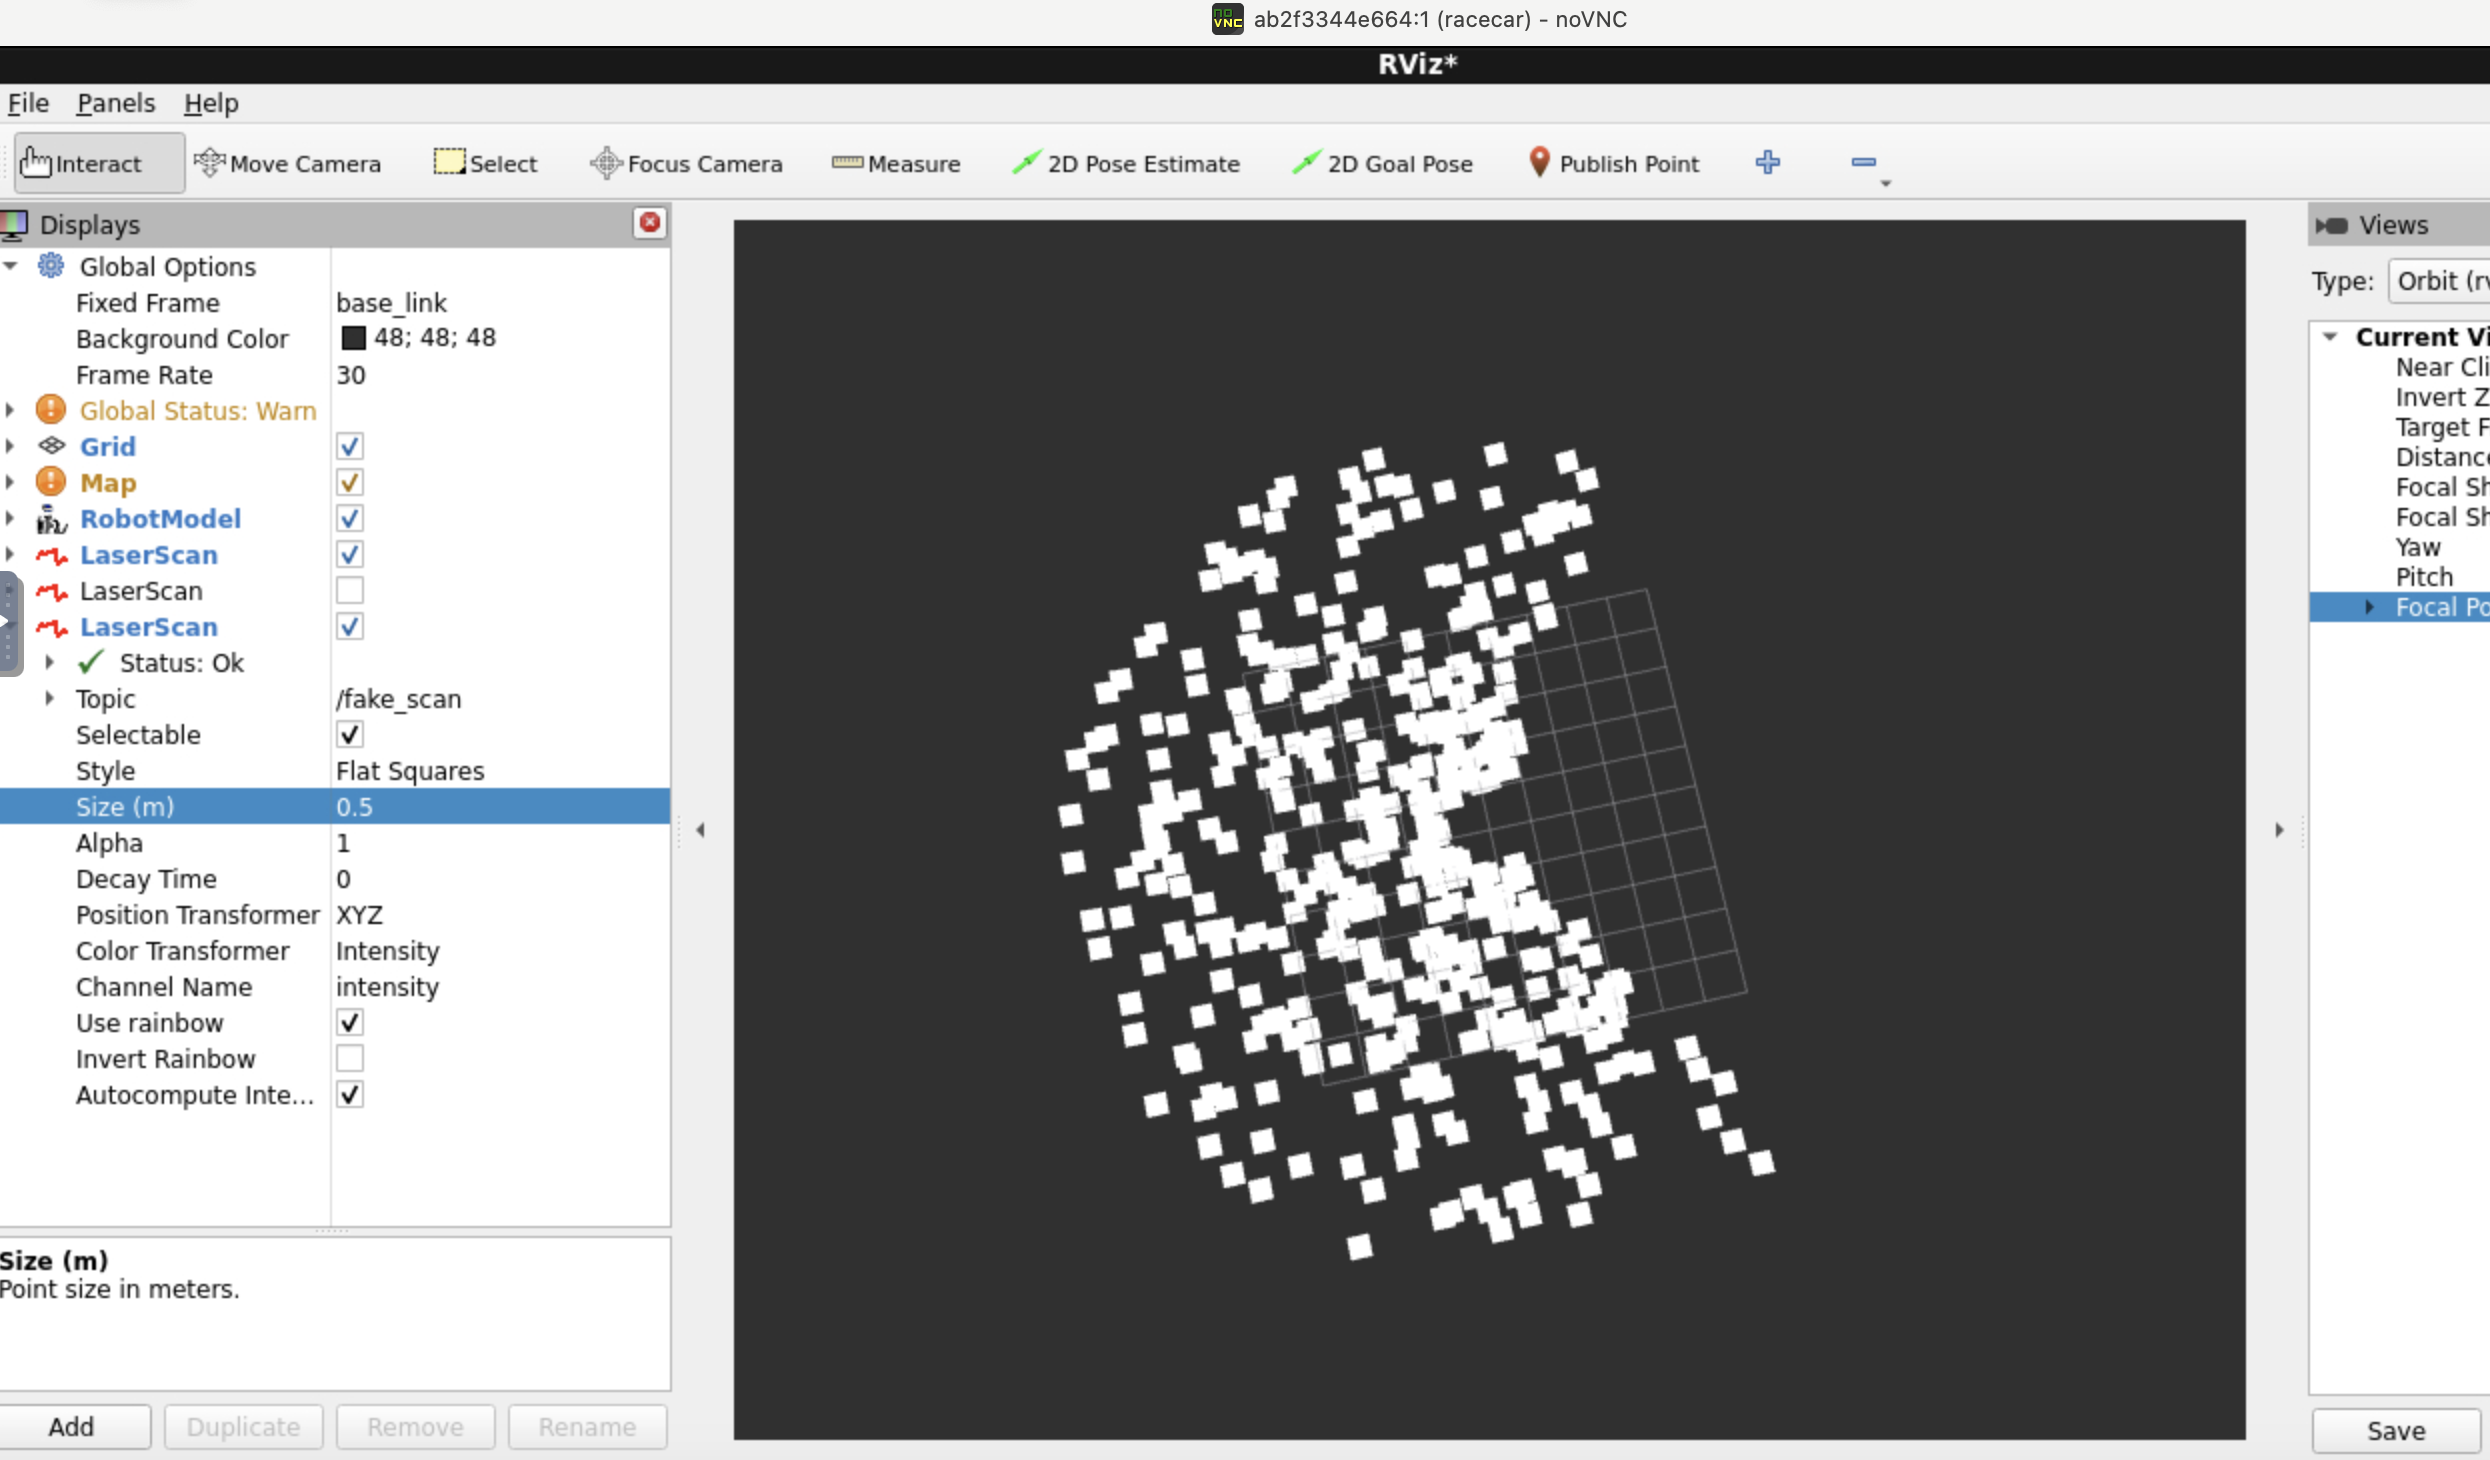 ab2f3344e664:1 (racecar) - noVNC
RViz*
File Panels Help
Interact Move Camera Select Focus Camera Measure 2D Pose Estimate 2D Goal Pose Publish Point
Displays
Global Options
Fixed Frame base_link
Background Color 48; 48; 48
Frame Rate 30
Global Status: Warn
Grid
Map
RobotModel
LaserScan
LaserScan
LaserScan
Status: Ok
Topic /fake_scan
Selectable
Style Flat Squares
Size (m) 0.5
Alpha 1
Decay Time 0
Position Transformer XYZ
Color Transformer Intensity
Channel Name intensity
Use rainbow
Invert Rainbow
Autocompute Inte...
Size (m)
Point size in meters.
Add Duplicate Remove Rename
Views
Type: Orbit (rv
Current Vi
Near Cli
Invert Z
Target F
Distance
Focal Sh
Focal Sh
Yaw
Pitch
Focal Po
Save